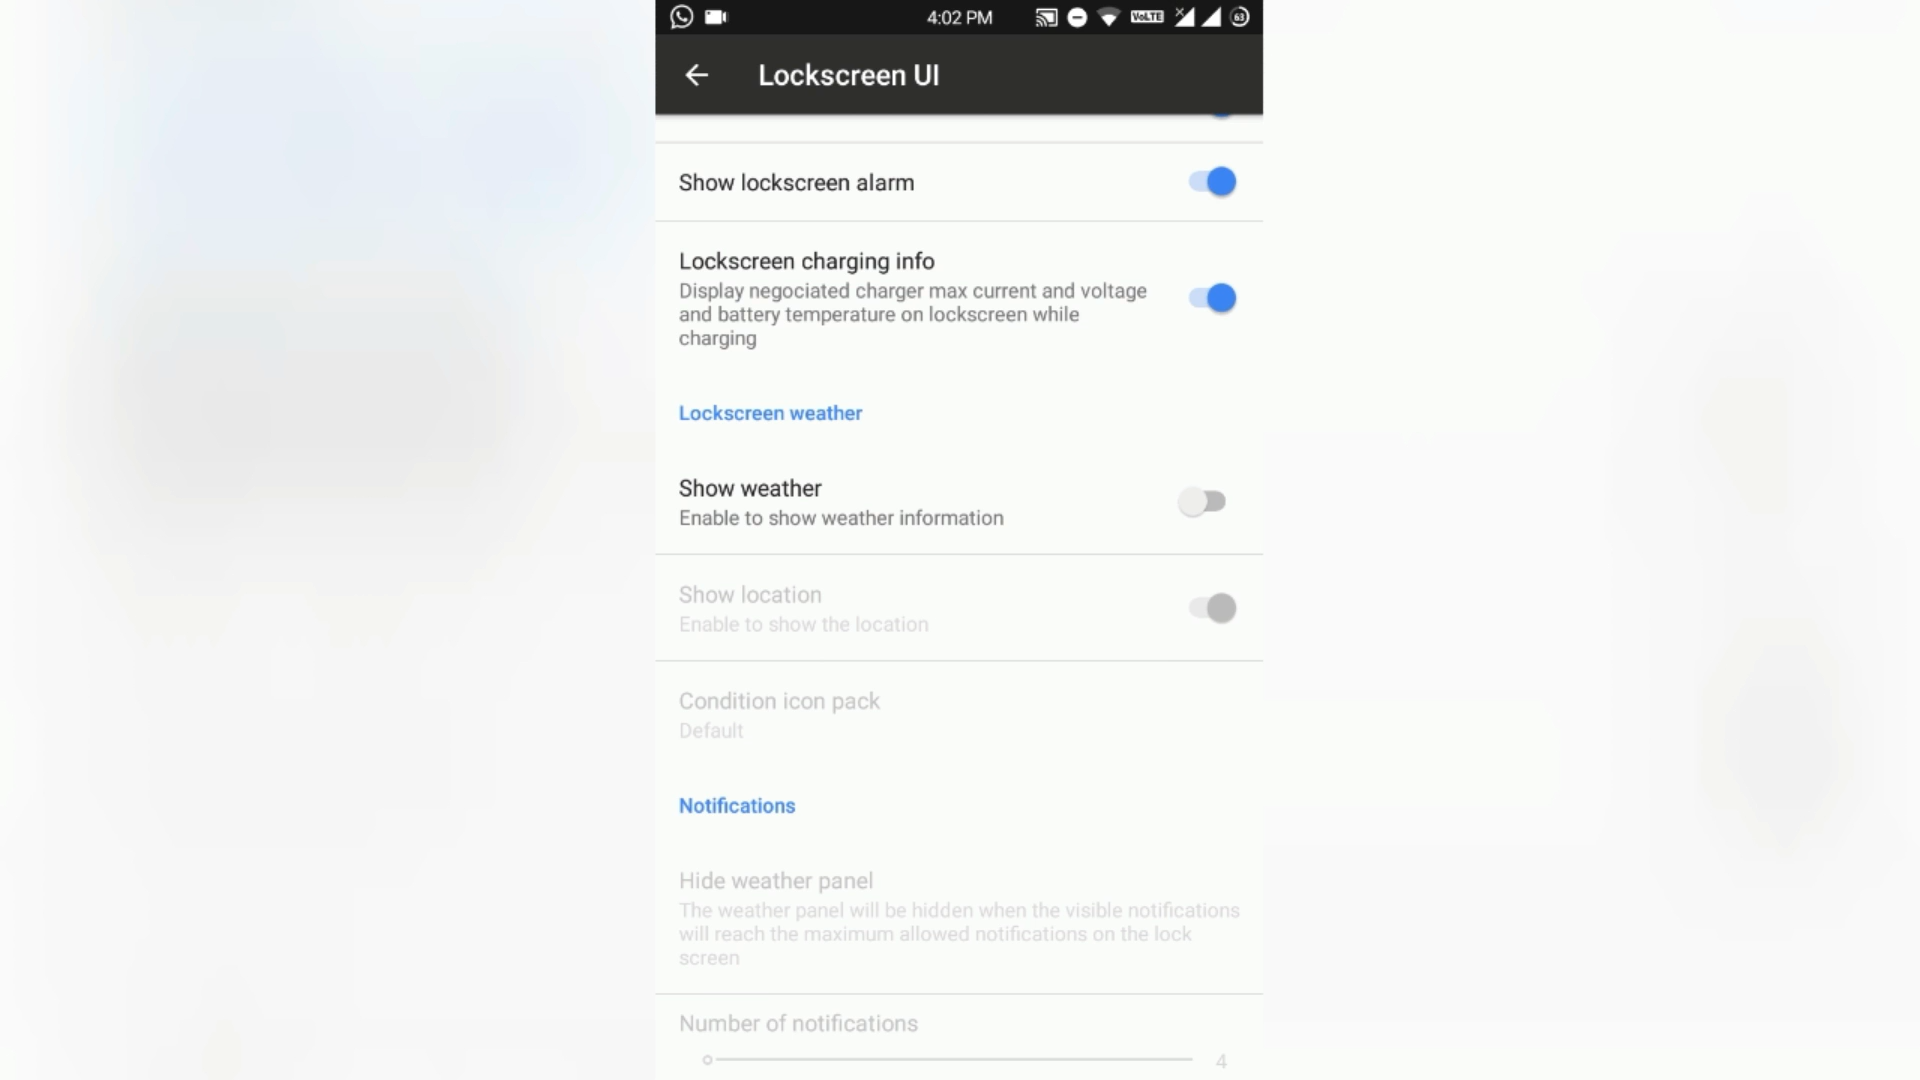 4:02 PM
VoLTE
63
Lockscreen UI
Show lockscreen alarm
Lockscreen charging info
Display negociated charger max current and voltage
and battery temperature on lockscreen while
charging
Lockscreen weather
Show weather
Enable to show weather information
Show location
Enable to show the location
Condition icon pack
Default
Notifications
Hide weather panel
The weather panel will be hidden when the visible notifications
will reach the maximum allowed notifications on the lock
screen
Number of notifications
4